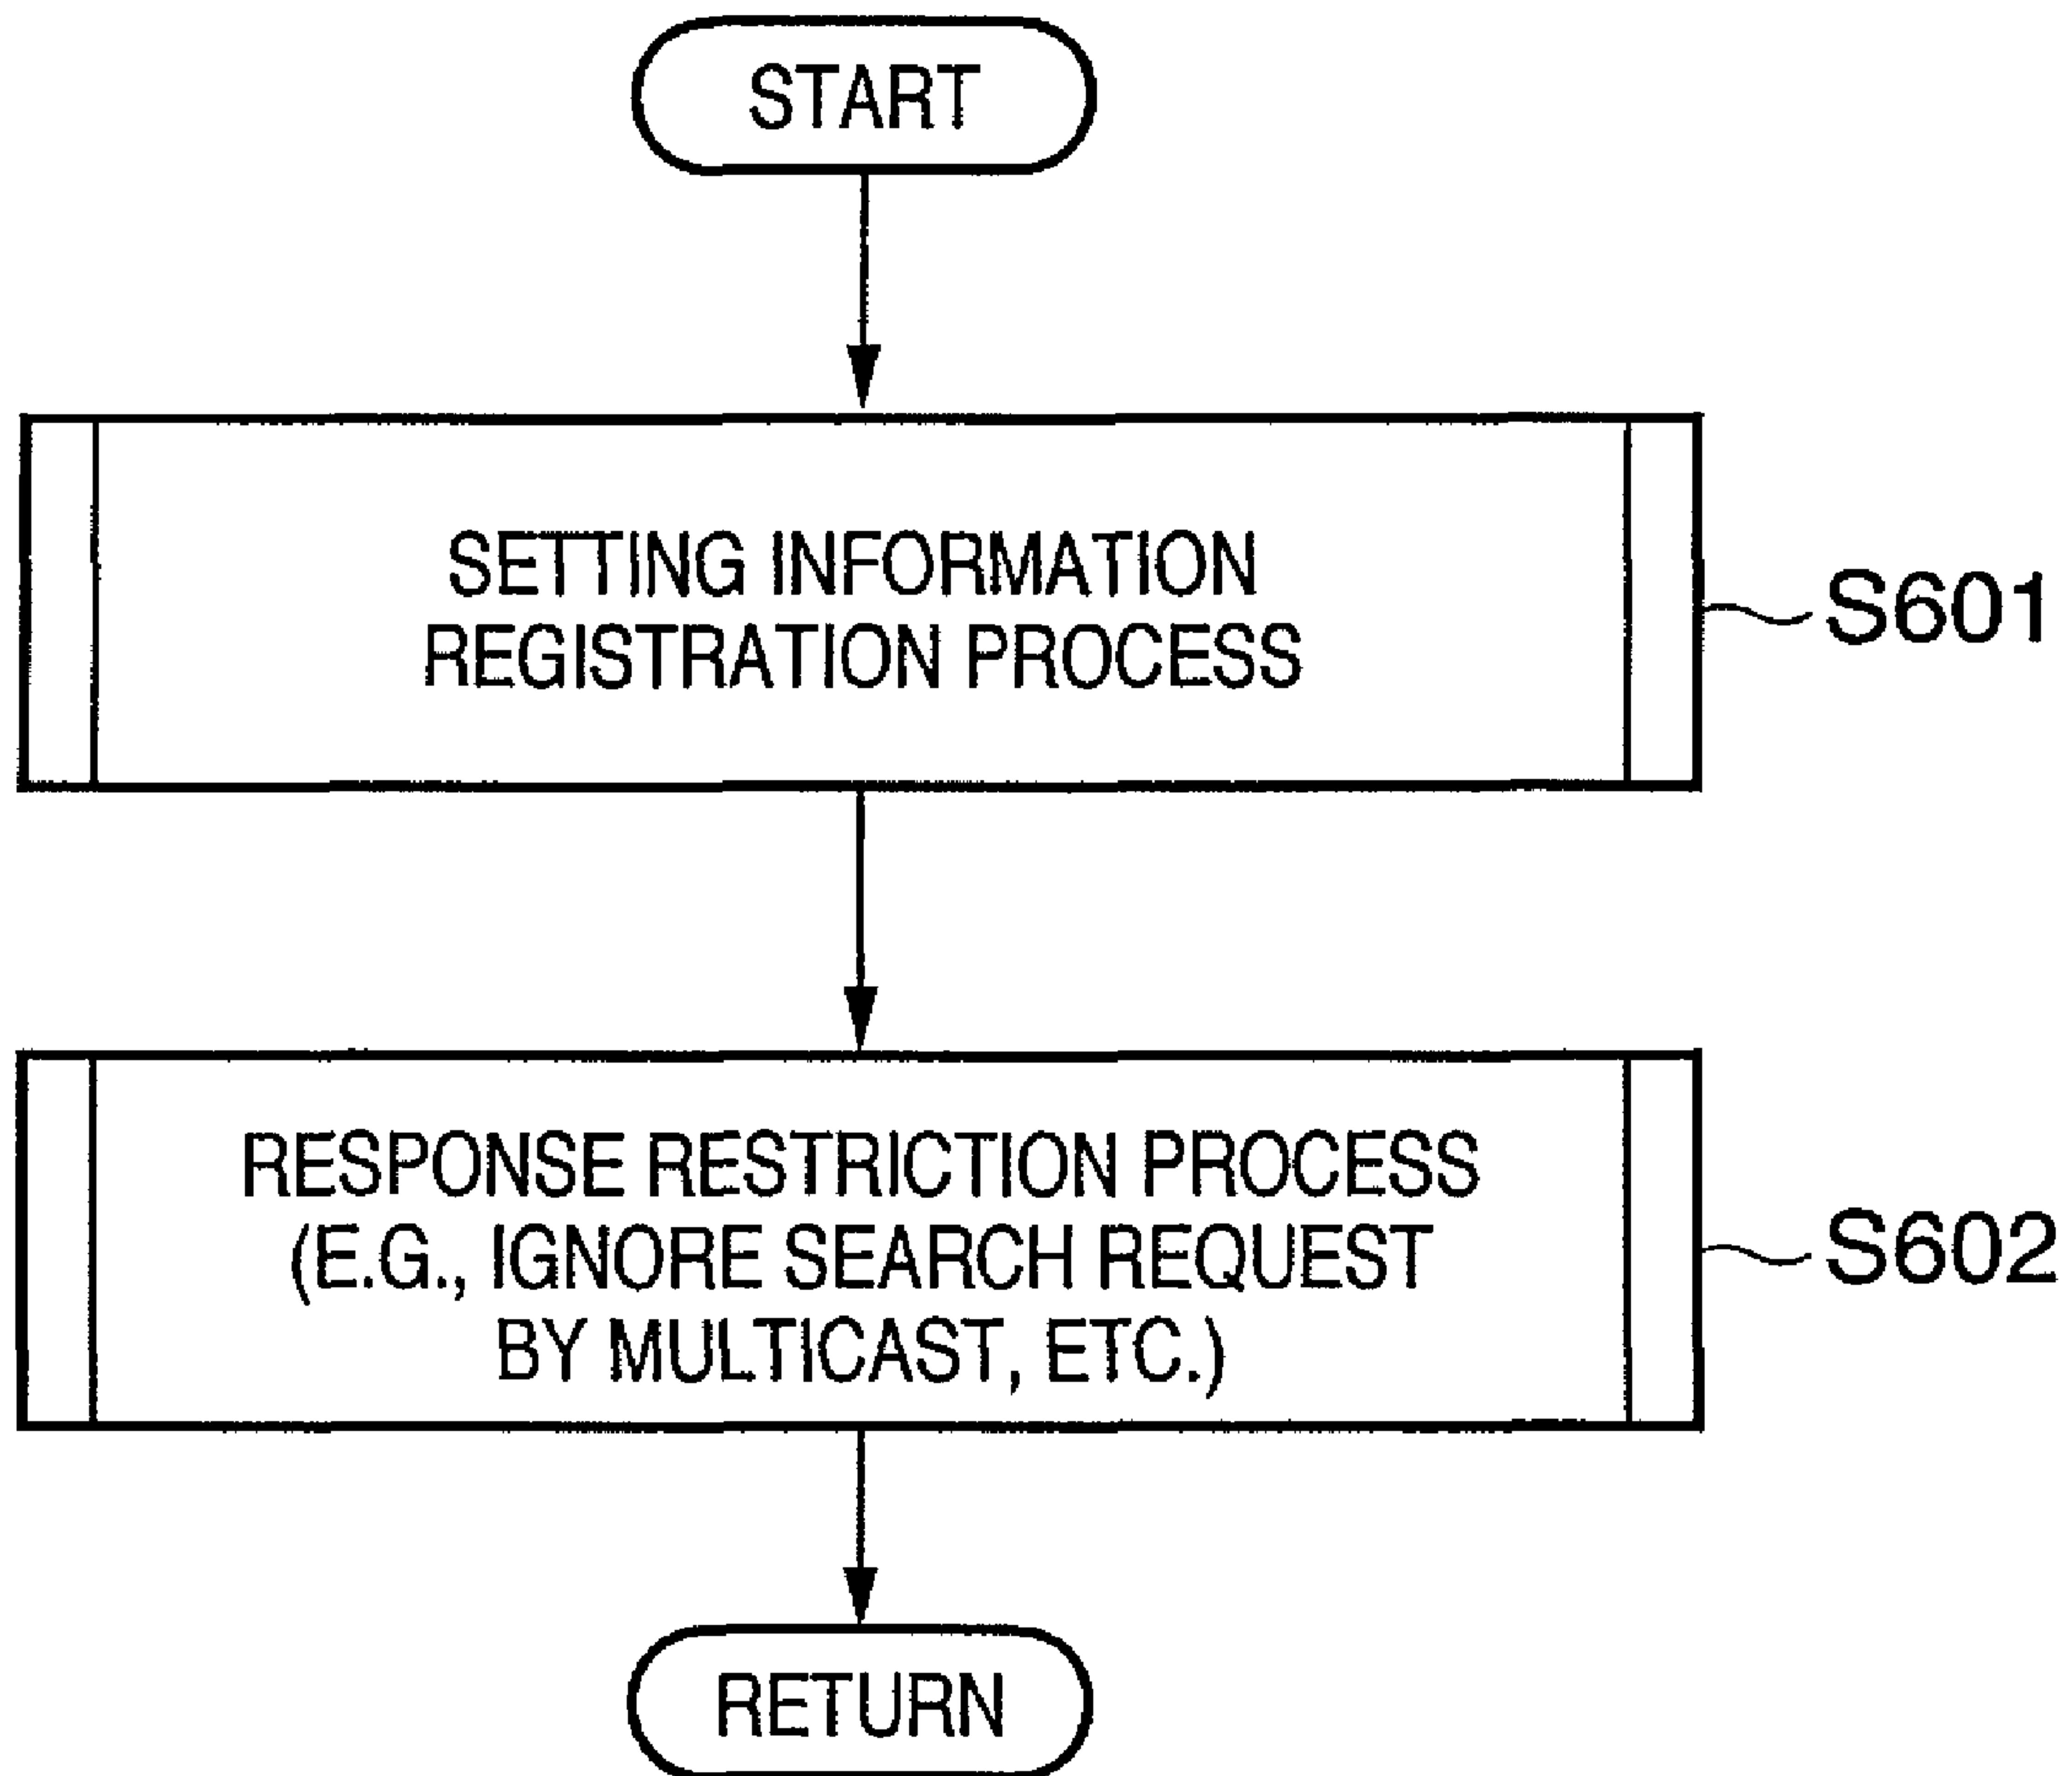 START
SETTING INFORMATION
REGISTRATION PROCESS
S601
RESPONSE RESTRICTION PROCESS
(E.G., IGNORE SEARCH REQUEST
BY MULTICAST, ETC.)
S602
RETURN